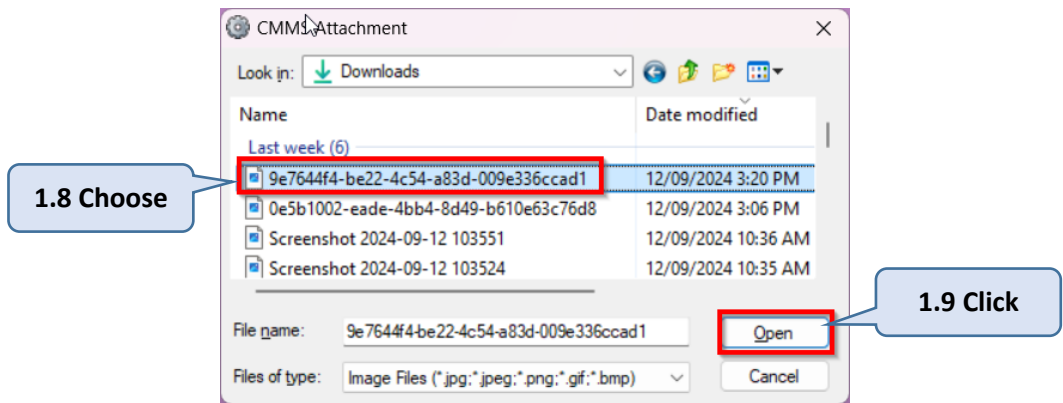 CMMS Attachment
Look in: Downloads
Name Date modified
Last week (6)
9e7644f4-be22-4c54-a83d-009e336ccad1 12/09/2024 3:20 PM
1.8 Choose
0e5b1002-eade-4bb4-8d49-b610e63c76d8 12/09/2024 3:06 PM
Screenshot 2024-09-12 103551 12/09/2024 10:36 AM
Screenshot 2024-09-12 103524 12/09/2024 10:35 AM
1.9 Click
File name: 9e7644f4-be22-4c54-a83d-009e336ccad1 Open
Files of type: Image Files (*.jpg;*.jpeg;*.png;*.gif;*.bmp) Cancel